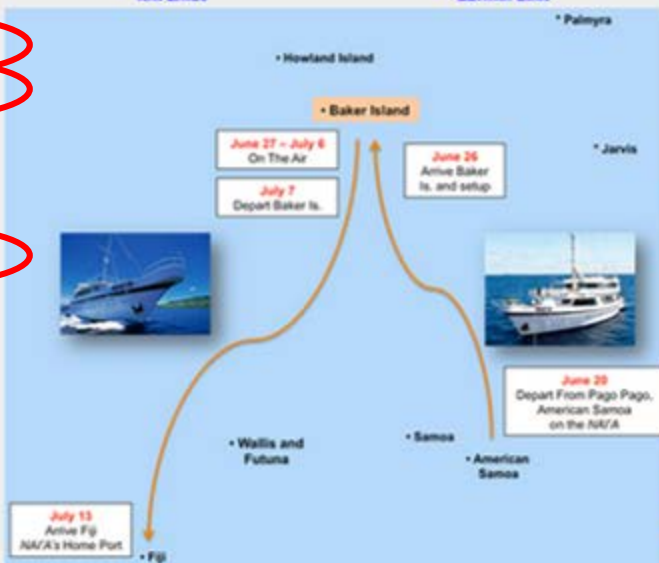 • Palmyra
• Howland Island
• Baker Island
June 27 – July 6
On The Air
June 26
Arrive Baker
Is. and setup
• Jarvis
July 7
Depart Baker Is.
June 20
Depart From Pago Pago,
American Samoa
on the NAI'A
• Wallis and
Futuna
• Samoa
• American
Samoa
July 13
Arrive Fiji
NAI'A's Home Port
• Fiji